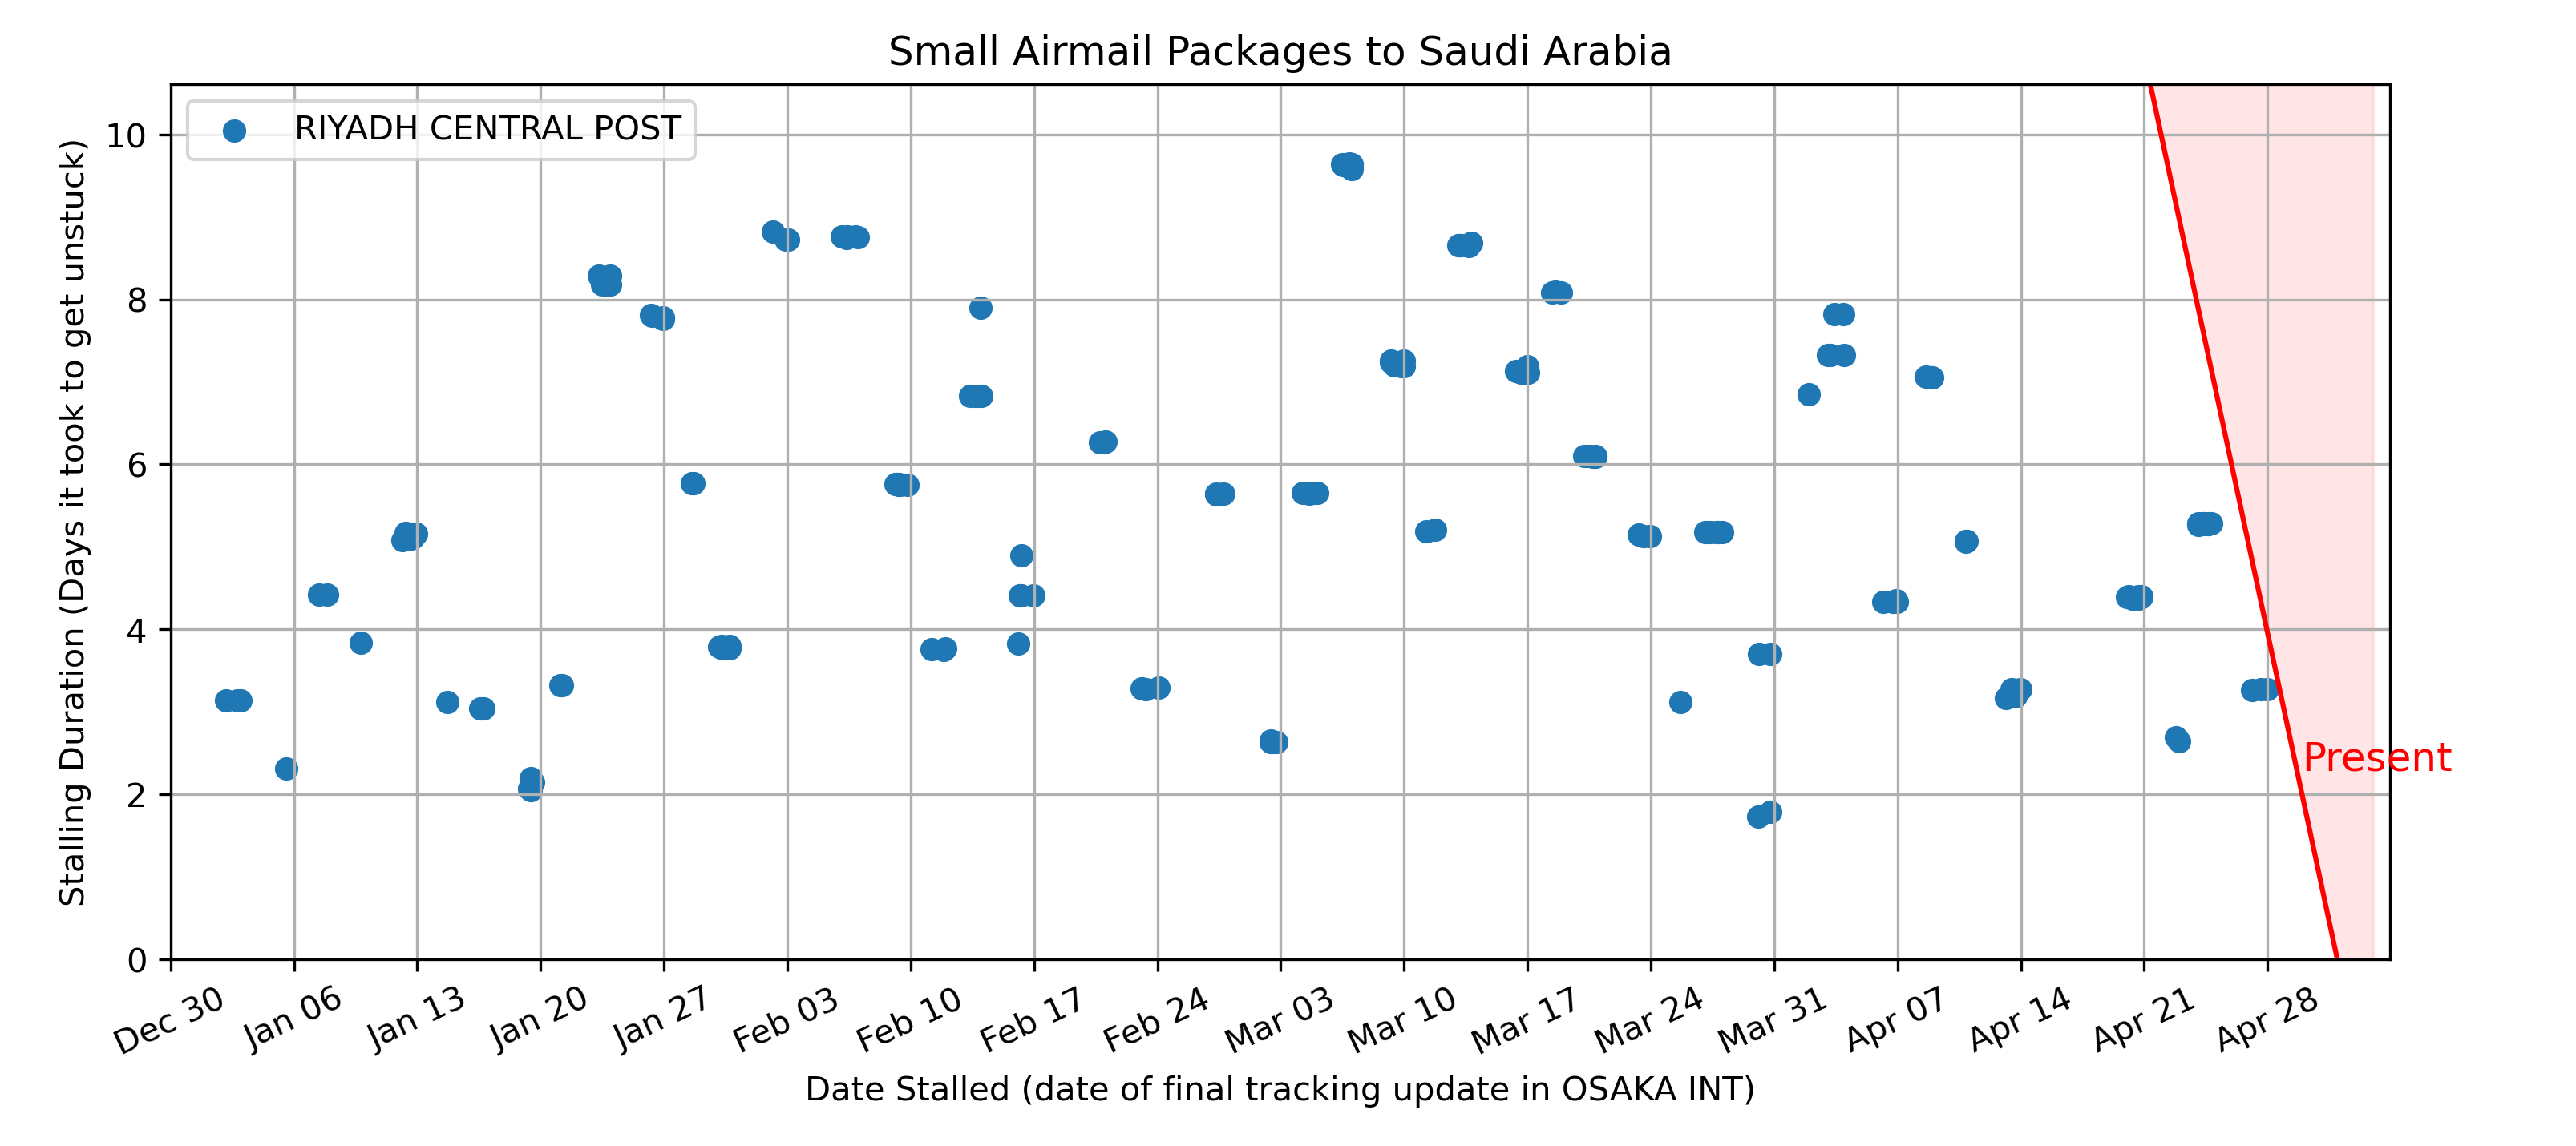 Small Airmail Packages to Saudi Arabia
RIYADH CENTRAL POST
Stalling Duration (Days it took to get unstuck)
10
8
6
4
2
0
Present
Dec 30
Jan 06
Jan 13
Jan 20
Jan 27
Feb 03
Feb 10
Feb 17
Feb 24
Mar 03
Mar 10
Mar 17
Mar 24
Mar 31
Apr 07
Apr 14
Apr 21
Apr 28
Date Stalled (date of final tracking update in OSAKA INT)